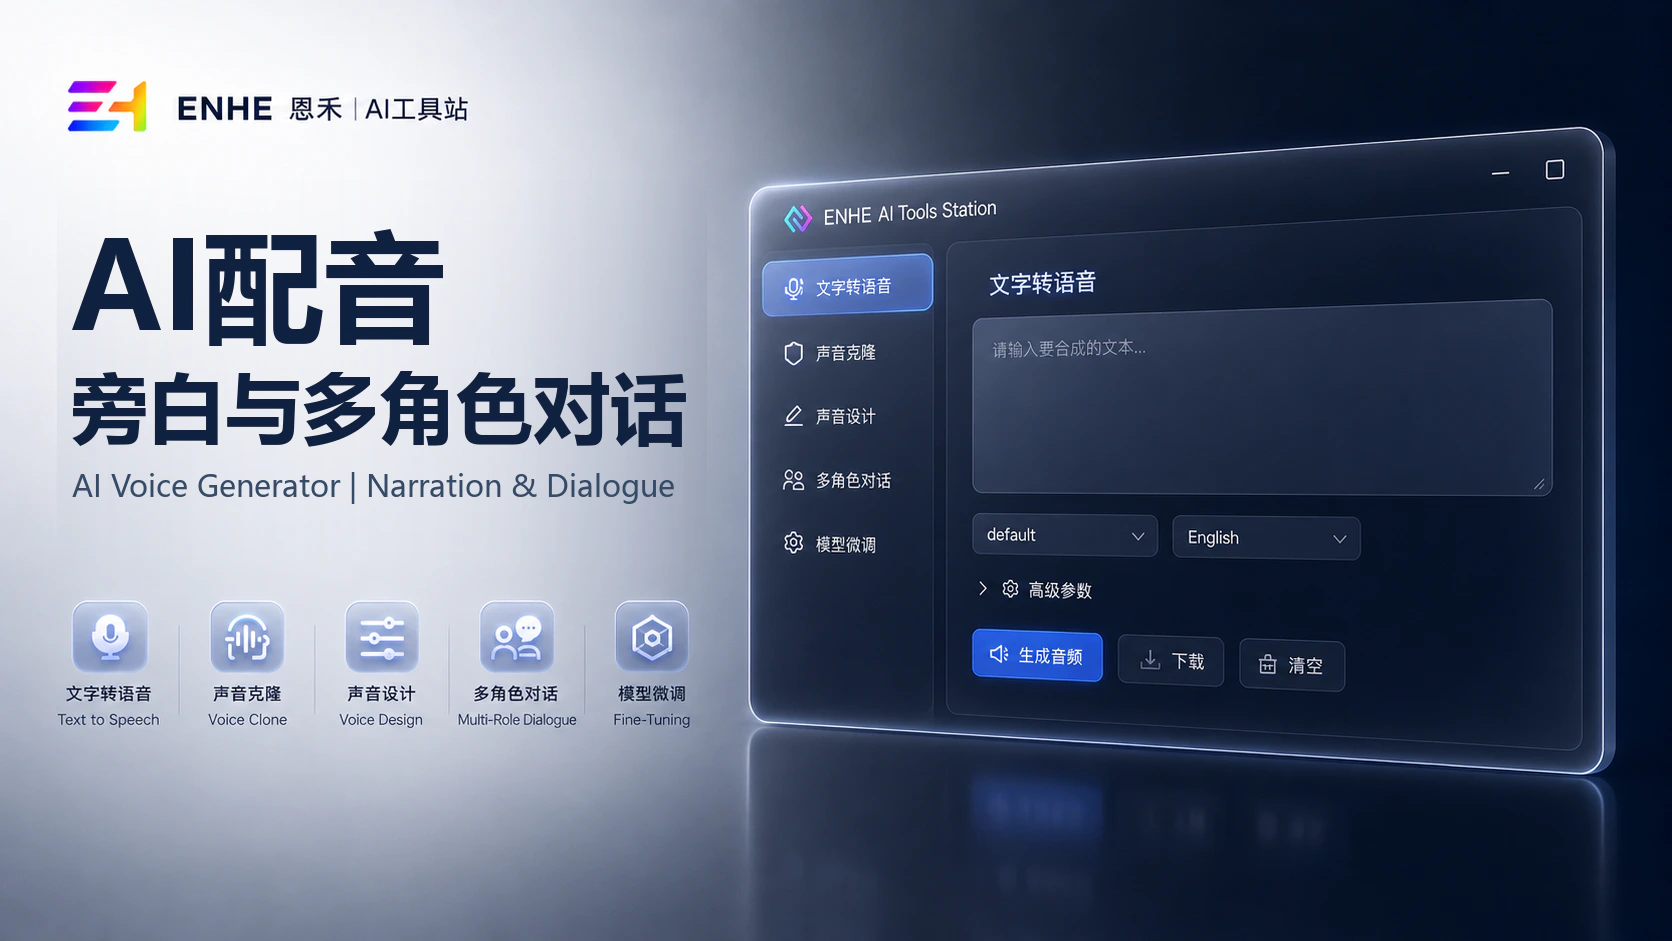 ENHE 恩禾 | AI工具站
AI配音
旁白与多角色对话
AI Voice Generator | Narration & Dialogue
文字转语音
Text to Speech
声音克隆
Voice Clone
声音设计
Voice Design
多角色对话
Multi-Role Dialogue
模型微调
Fine-Tuning
ENHE AI Tools Station
文字转语音
声音克隆
声音设计
多角色对话
模型微调
文字转语音
请输入要合成的文本...
default
English
高级参数
生成音频
下载
清空